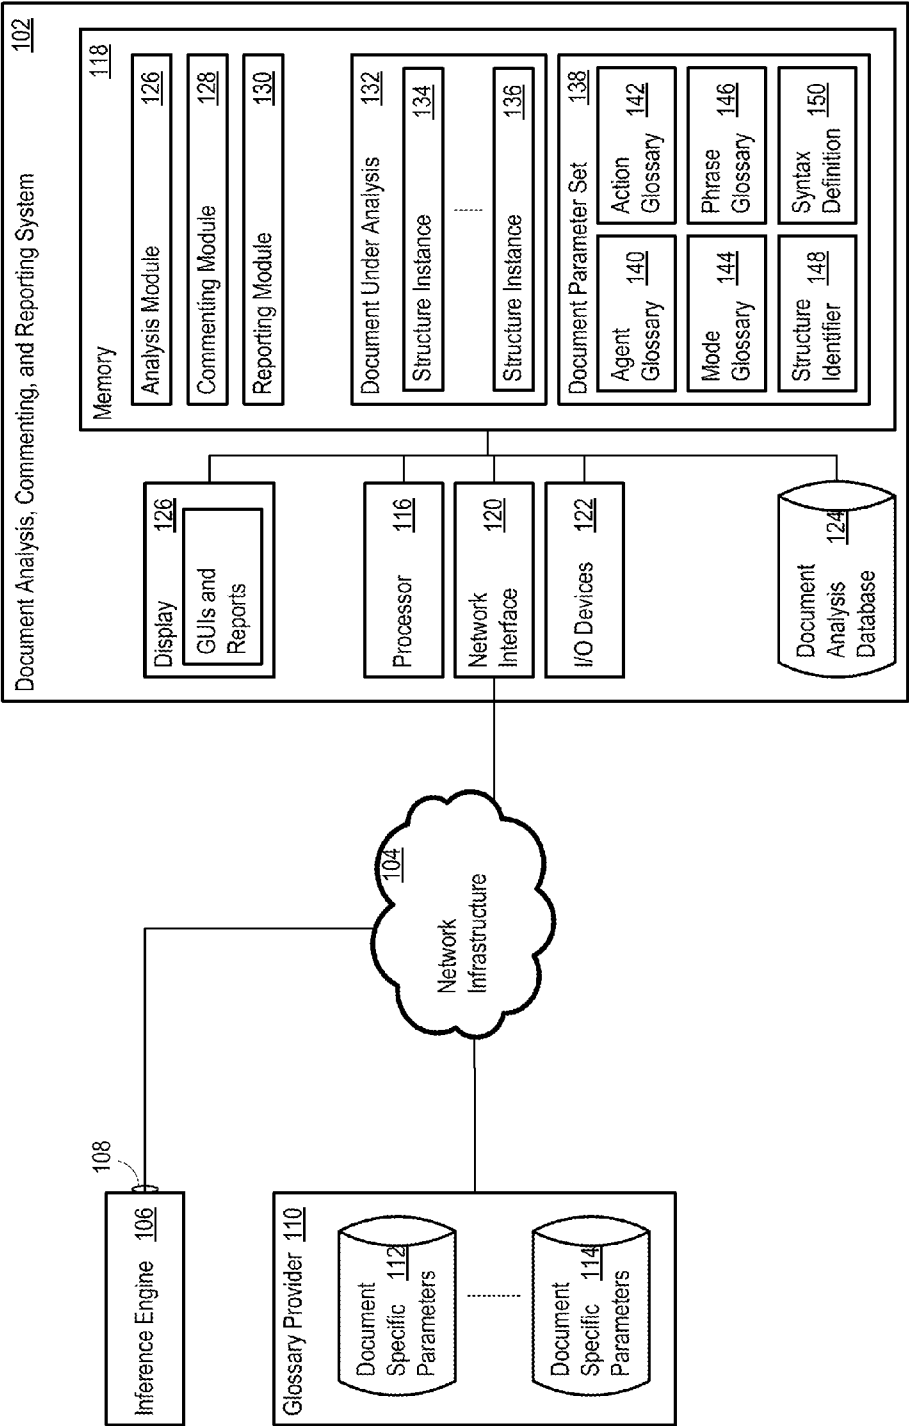 Document Analysis, Commenting, and Reporting System 102
Memory 118
Analysis Module 126
Commenting Module 128
Reporting Module 130
Document Under Analysis 132
Structure Instance 134
Structure Instance 136
Document Parameter Set 138
Agent
Glossary 140
Action
Glossary 142
Mode
Glossary 144
Phrase
Glossary 146
Structure
Identifier 148
Syntax
Definition 150
Display 126
GUIs and
Reports
Processor 116
Network
Interface 120
I/O Devices 122
Document
Analysis 124
Database
104
Network
Infrastructure
108
Inference Engine 106
Glossary Provider 110
Document
Specific 112
Parameters
Document
Specific 114
Parameters